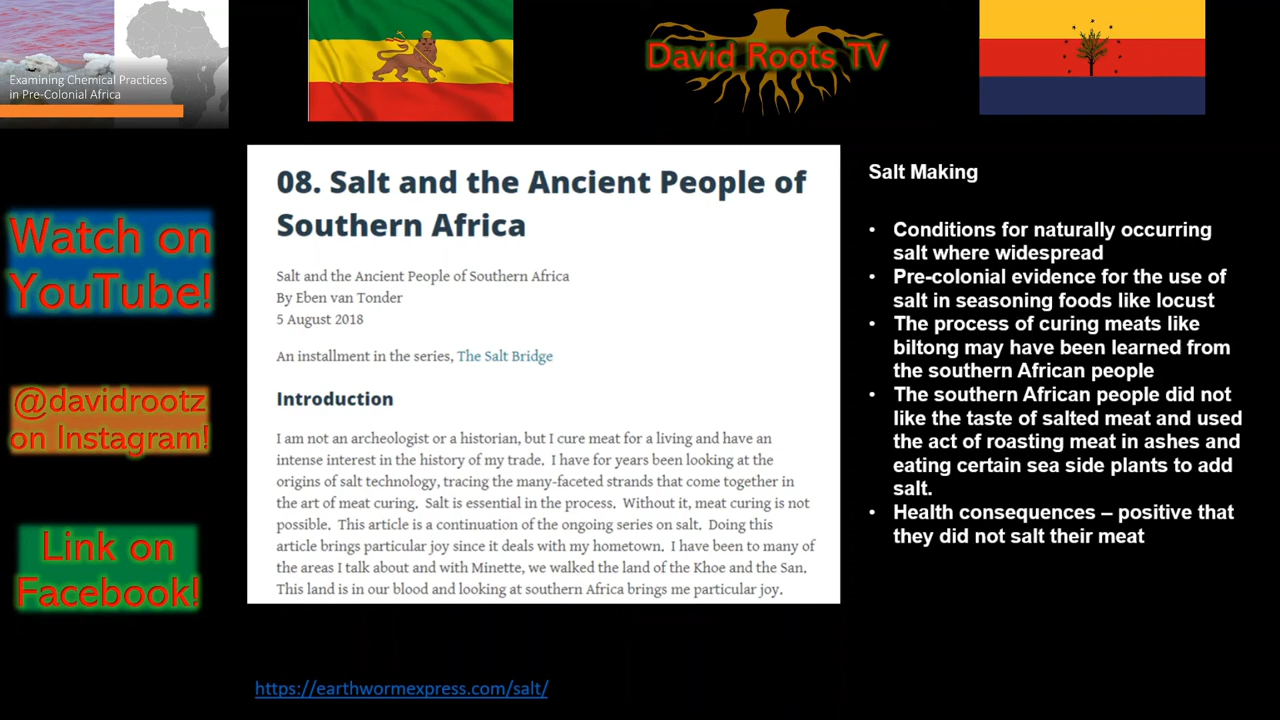 Examining Chemical Practices
in Pre-Colonial Africa
David Roots TV
Watch on
YouTube!
@davidrootz
on Instagram!
Link on
Facebook!
08. Salt and the Ancient People of
Southern Africa
Salt and the Ancient People of Southern Africa
By Eben van Tonder
5 August 2018
An installment in the series, The Salt Bridge
Introduction
I am not an archeologist or a historian, but I cure meat for a living and have an
intense interest in the history of my trade. I have for years been looking at the
origins of salt technology, tracing the many-faceted strands that come together in
the art of meat curing. Salt is essential in the process. Without it, meat curing is not
possible. This article is a continuation of the ongoing series on salt. Doing this
article brings particular joy since it deals with my hometown. I have been to many of
the areas I talk about and with Minette, we walked the land of the Khoe and the San.
This land is in our blood and looking at southern Africa brings me particular joy.
https://earthwormexpress.com/salt/
Salt Making
• Conditions for naturally occurring
salt where widespread
• Pre-colonial evidence for the use of
salt in seasoning foods like locust
• The process of curing meats like
biltong may have been learned from
the southern African people
• The southern African people did not
like the taste of salted meat and used
the act of roasting meat in ashes and
eating certain sea side plants to add
salt.
• Health consequences – positive that
they did not salt their meat